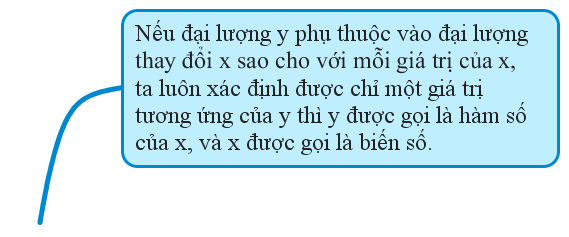 Nếu đại lượng y phụ thuộc vào đại lượng
thay đổi x sao cho với mỗi giá trị của x,
ta luôn xác định được chỉ một giá trị
tương ứng của y thì y được gọi là hàm số
của x, và x được gọi là biến số.